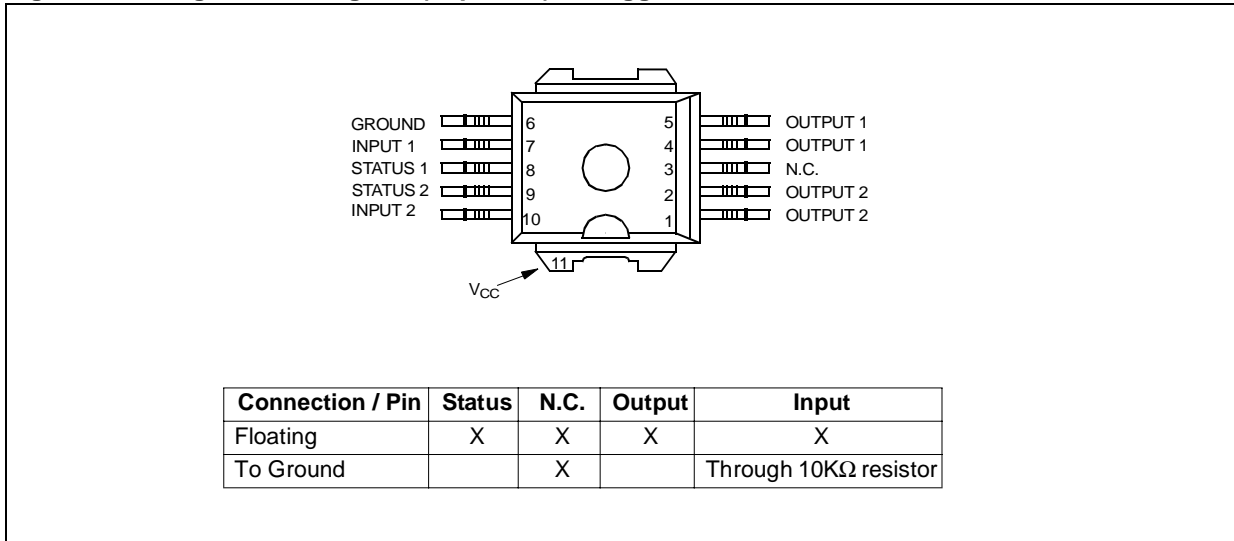 GROUND 6 5 OUTPUT 1
INPUT 1 7 4 OUTPUT 1
STATUS 1 8 3 N.C.
STATUS 2 9 2 OUTPUT 2
INPUT 2 10 1 OUTPUT 2
11
VCC
Connection / Pin Status N.C. Output Input
Floating X X X X
To Ground X Through 10KΩ resistor